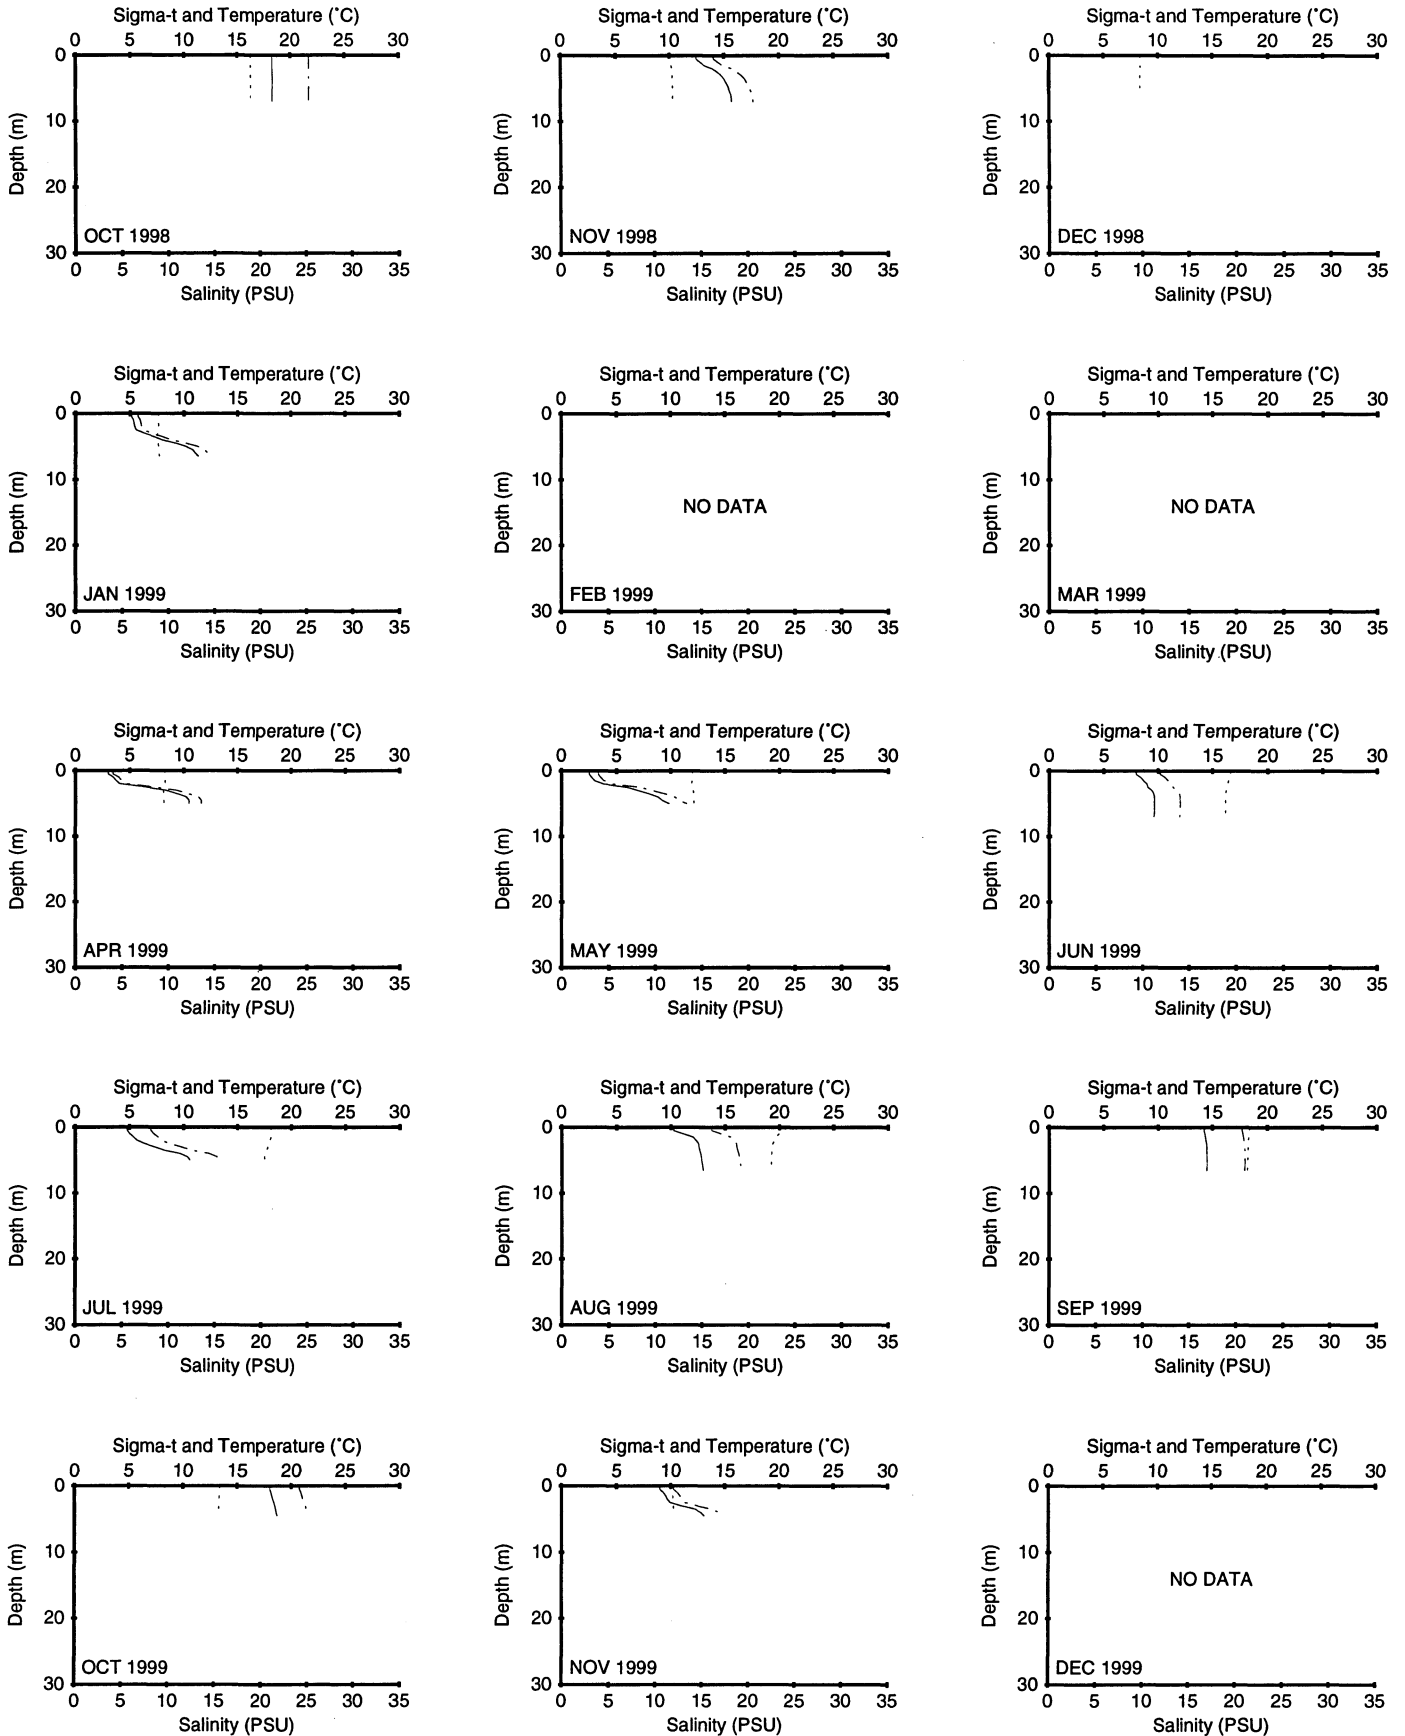 Sigma-t and Temperature (˚C)
0 5 10 15 20 25 30
0
10
20
30
Depth (m)
OCT 1998
0 5 10 15 20 25 30 35
Salinity (PSU)
Sigma-t and Temperature (˚C)
0 5 10 15 20 25 30
0
10
20
30
Depth (m)
NOV 1998
0 5 10 15 20 25 30 35
Salinity (PSU)
Sigma-t and Temperature (˚C)
0 5 10 15 20 25 30
0
10
20
30
Depth (m)
DEC 1998
0 5 10 15 20 25 30 35
Salinity (PSU)
Sigma-t and Temperature (˚C)
0 5 10 15 20 25 30
0
10
20
30
Depth (m)
JAN 1999
0 5 10 15 20 25 30 35
Salinity (PSU)
Sigma-t and Temperature (˚C)
0 5 10 15 20 25 30
0
10
20
30
Depth (m)
NO DATA
FEB 1999
0 5 10 15 20 25 30 35
Salinity (PSU)
Sigma-t and Temperature (˚C)
0 5 10 15 20 25 30
0
10
20
30
Depth (m)
NO DATA
MAR 1999
0 5 10 15 20 25 30 35
Salinity (PSU)
Sigma-t and Temperature (˚C)
0 5 10 15 20 25 30
0
10
20
30
Depth (m)
APR 1999
0 5 10 15 20 25 30 35
Salinity (PSU)
Sigma-t and Temperature (˚C)
0 5 10 15 20 25 30
0
10
20
30
Depth (m)
MAY 1999
0 5 10 15 20 25 30 35
Salinity (PSU)
Sigma-t and Temperature (˚C)
0 5 10 15 20 25 30
0
10
20
30
Depth (m)
JUN 1999
0 5 10 15 20 25 30 35
Salinity (PSU)
Sigma-t and Temperature (˚C)
0 5 10 15 20 25 30
0
10
20
30
Depth (m)
JUL 1999
0 5 10 15 20 25 30 35
Salinity (PSU)
Sigma-t and Temperature (˚C)
0 5 10 15 20 25 30
0
10
20
30
Depth (m)
AUG 1999
0 5 10 15 20 25 30 35
Salinity (PSU)
Sigma-t and Temperature (˚C)
0 5 10 15 20 25 30
0
10
20
30
Depth (m)
SEP 1999
0 5 10 15 20 25 30 35
Salinity (PSU)
Sigma-t and Temperature (˚C)
0 5 10 15 20 25 30
0
10
20
30
Depth (m)
OCT 1999
0 5 10 15 20 25 30 35
Salinity (PSU)
Sigma-t and Temperature (˚C)
0 5 10 15 20 25 30
0
10
20
30
Depth (m)
NOV 1999
0 5 10 15 20 25 30 35
Salinity (PSU)
Sigma-t and Temperature (˚C)
0 5 10 15 20 25 30
0
10
20
30
Depth (m)
NO DATA
DEC 1999
0 5 10 15 20 25 30 35
Salinity (PSU)